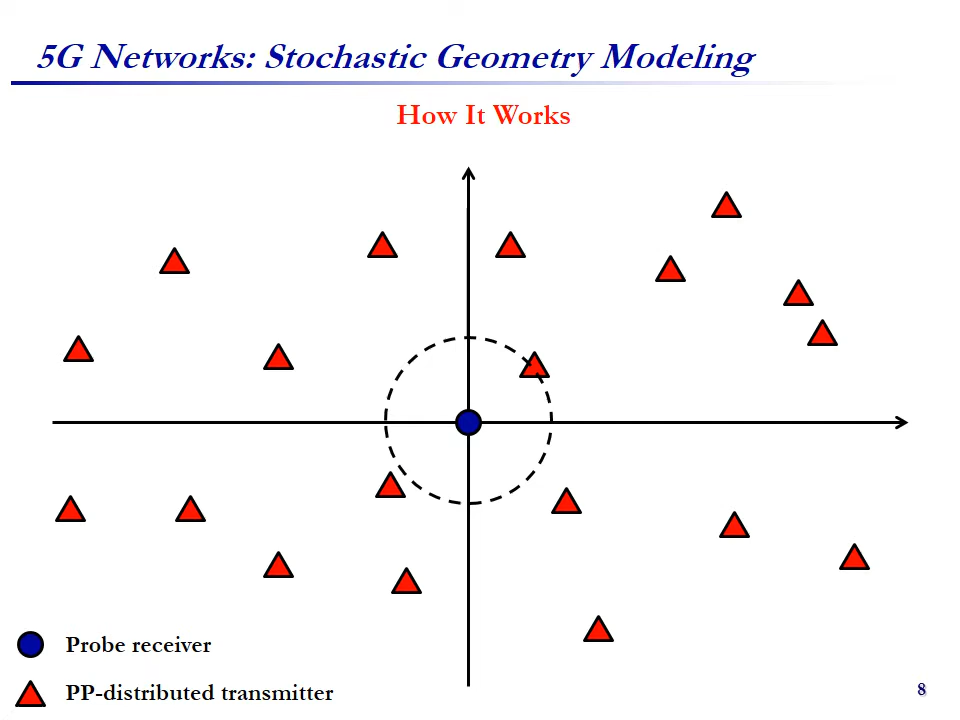 5G Networks: Stochastic Geometry Modeling
How It Works
Probe receiver
PP-distributed transmitter
8